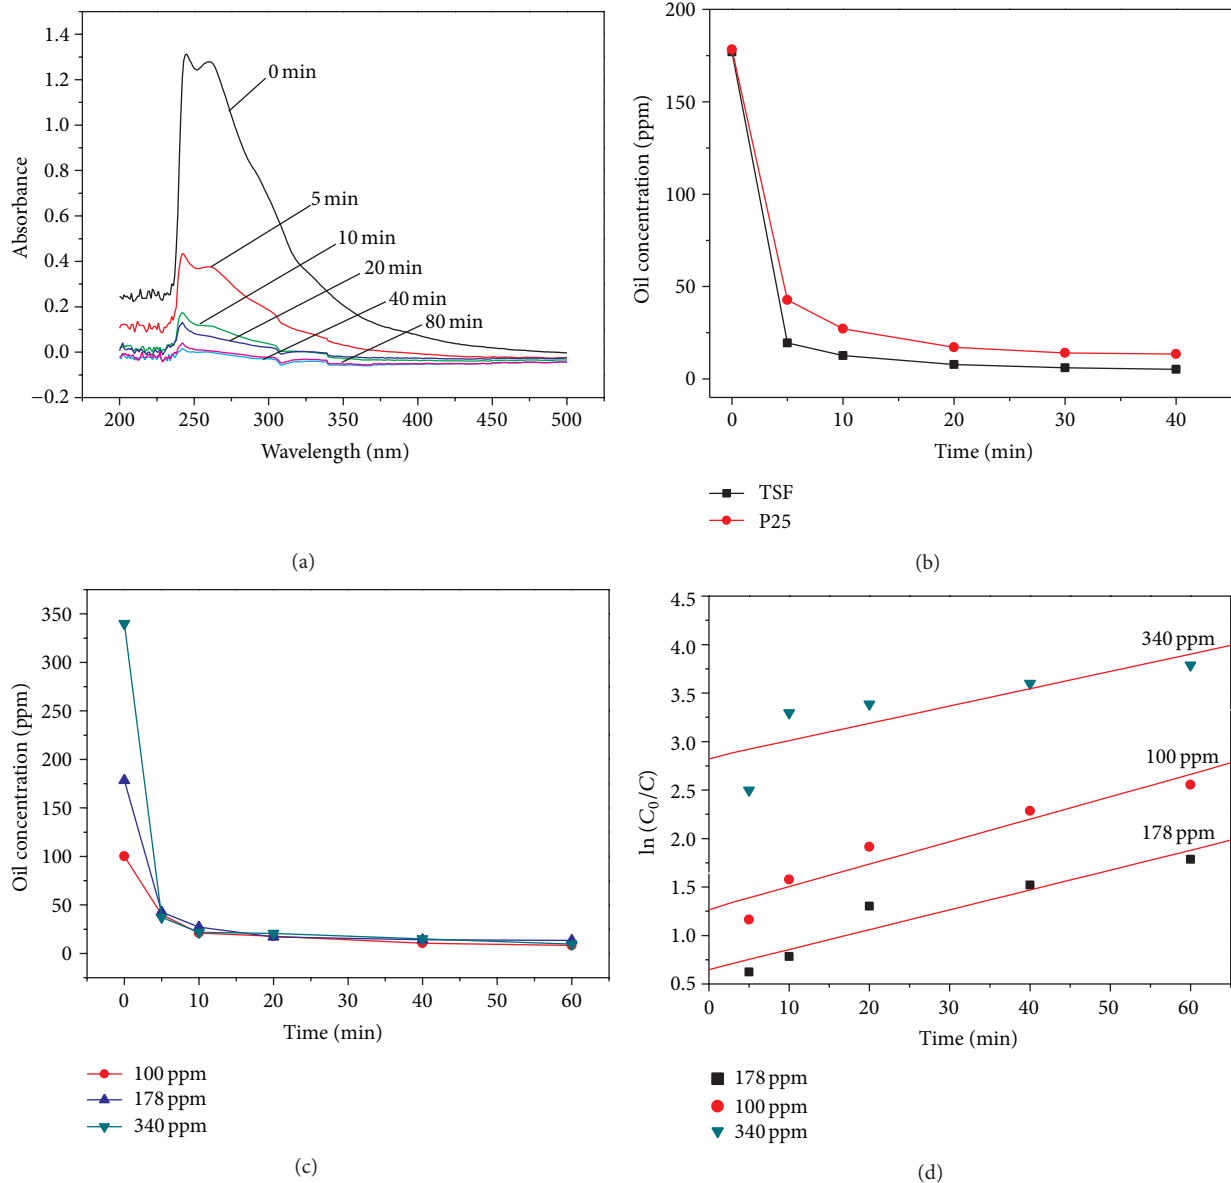 1.4
1.2
1.0
0.8
0.6
0.4
0.2
0.0
−0.2
Absorbance
0 min
5 min
10 min
20 min
40 min
80 min
200 250 300 350 400 450 500
Wavelength (nm)
(a)
200
150
100
50
0
Oil concentration (ppm)
0 10 20 30 40
Time (min)
TSF
P25
(b)
350
300
250
200
150
100
50
0
Oil concentration (ppm)
0 10 20 30 40 50 60
Time (min)
100 ppm
178 ppm
340 ppm
(c)
4.5
4.0
3.5
3.0
2.5
2.0
1.5
1.0
0.5
ln (C₀/C)
340 ppm
100 ppm
178 ppm
0 10 20 30 40 50 60
Time (min)
178 ppm
100 ppm
340 ppm
(d)